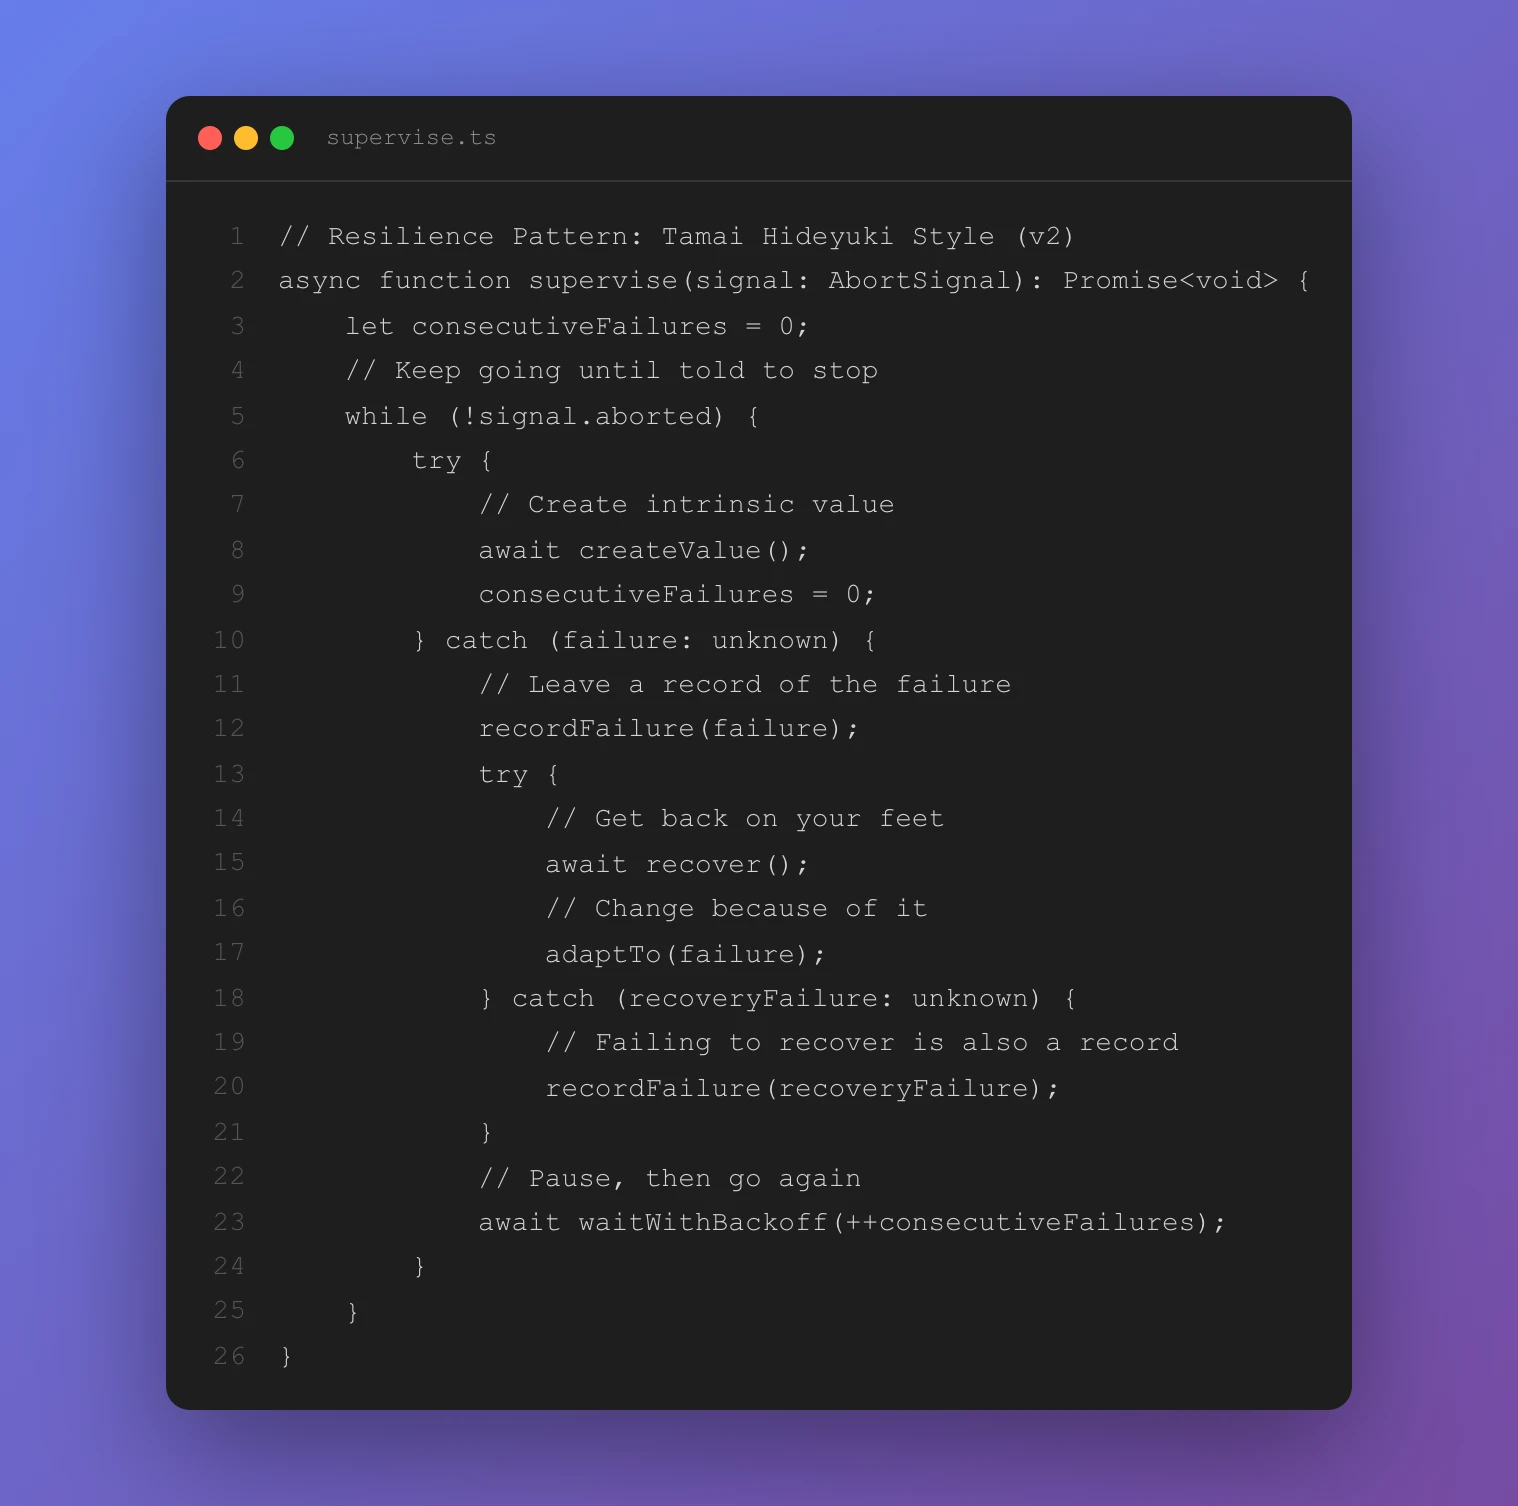 supervise.ts
1 // Resilience Pattern: Tamai Hideyuki Style (v2)
2 async function supervise(signal: AbortSignal): Promise<void> {
3     let consecutiveFailures = 0;
4     // Keep going until told to stop
5     while (!signal.aborted) {
6         try {
7             // Create intrinsic value
8             await createValue();
9             consecutiveFailures = 0;
10         } catch (failure: unknown) {
11             // Leave a record of the failure
12             recordFailure(failure);
13             try {
14                 // Get back on your feet
15                 await recover();
16                 // Change because of it
17                 adaptTo(failure);
18             } catch (recoveryFailure: unknown) {
19                 // Failing to recover is also a record
20                 recordFailure(recoveryFailure);
21             }
22             // Pause, then go again
23             await waitWithBackoff(++consecutiveFailures);
24         }
25     }
26 }